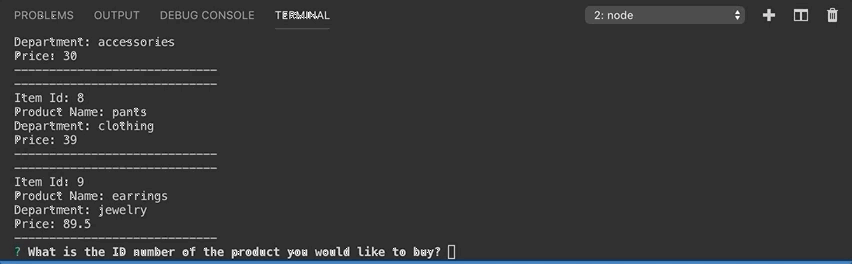 PROBLEMS OUTPUT DEBUG CONSOLE TERMINAL 2: node
Department: accessories
Price: 30
-----------------------------
-----------------------------
Item Id: 8
Product Name: pants
Department: clothing
Price: 39
-----------------------------
-----------------------------
Item Id: 9
Product Name: earrings
Department: jewelry
Price: 89.5
-----------------------------
? What is the ID number of the product you would like to buy?